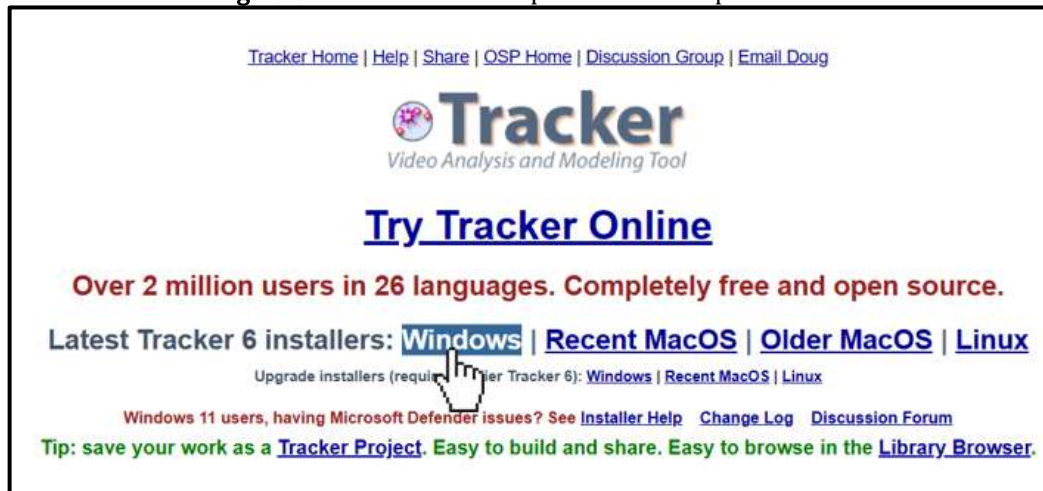 Tracker Home | Help | Share | OSP Home | Discussion Group | Email Doug
Tracker
Video Analysis and Modeling Tool
Try Tracker Online
Over 2 million users in 26 languages. Completely free and open source.
Latest Tracker 6 installers: Windows | Recent MacOS | Older MacOS | Linux
Upgrade installers (requir ier Tracker 6): Windows | Recent MacOS | Linux
Windows 11 users, having Microsoft Defender issues? See Installer Help Change Log Discussion Forum
Tip: save your work as a Tracker Project. Easy to build and share. Easy to browse in the Library Browser.